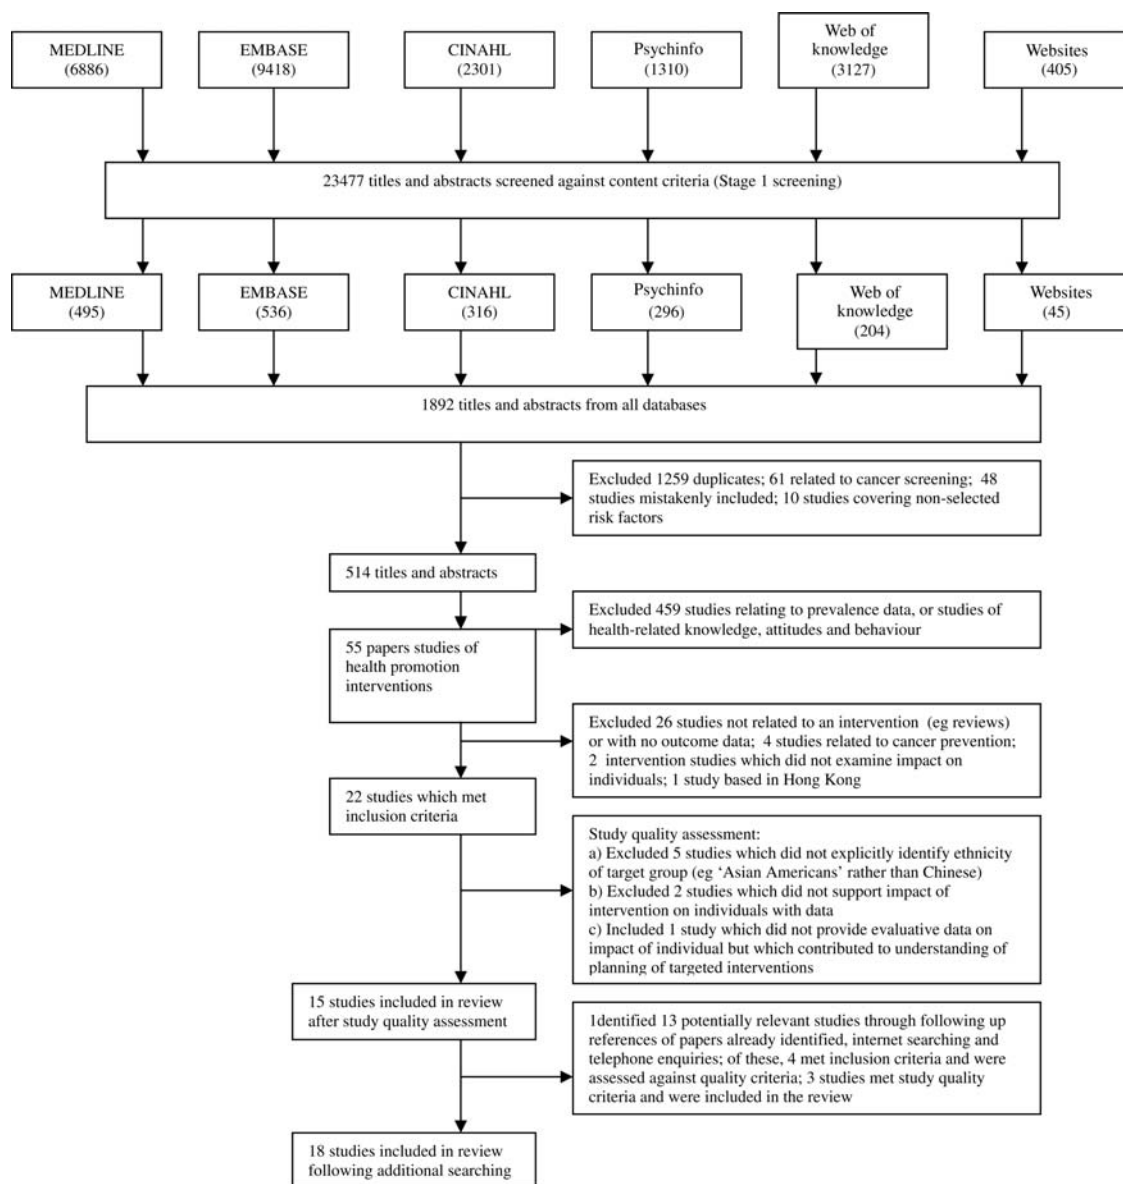 MEDLINE
(6886)
EMBASE
(9418)
CINAHL
(2301)
Psychinfo
(1310)
Web of
knowledge
(3127)
Websites
(405)
23477 titles and abstracts screened against content criteria (Stage 1 screening)
MEDLINE
(495)
EMBASE
(536)
CINAHL
(316)
Psychinfo
(296)
Web of
knowledge
(204)
Websites
(45)
1892 titles and abstracts from all databases
Excluded 1259 duplicates; 61 related to cancer screening; 48
studies mistakenly included; 10 studies covering non-selected
risk factors
514 titles and abstracts
Excluded 459 studies relating to prevalence data, or studies of
health-related knowledge, attitudes and behaviour
55 papers studies of
health promotion
interventions
Excluded 26 studies not related to an intervention (eg reviews)
or with no outcome data; 4 studies related to cancer prevention;
2 intervention studies which did not examine impact on
individuals; 1 study based in Hong Kong
22 studies which met
inclusion criteria
Study quality assessment:
a) Excluded 5 studies which did not explicitly identify ethnicity
of target group (eg ‘Asian Americans’ rather than Chinese)
b) Excluded 2 studies which did not support impact of
intervention on individuals with data
c) Included 1 study which did not provide evaluative data on
impact of individual but which contributed to understanding of
planning of targeted interventions
15 studies included in review
after study quality assessment
1dentified 13 potentially relevant studies through following up
references of papers already identified, internet searching and
telephone enquiries; of these, 4 met inclusion criteria and were
assessed against quality criteria; 3 studies met study quality
criteria and were included in the review
18 studies included in review
following additional searching